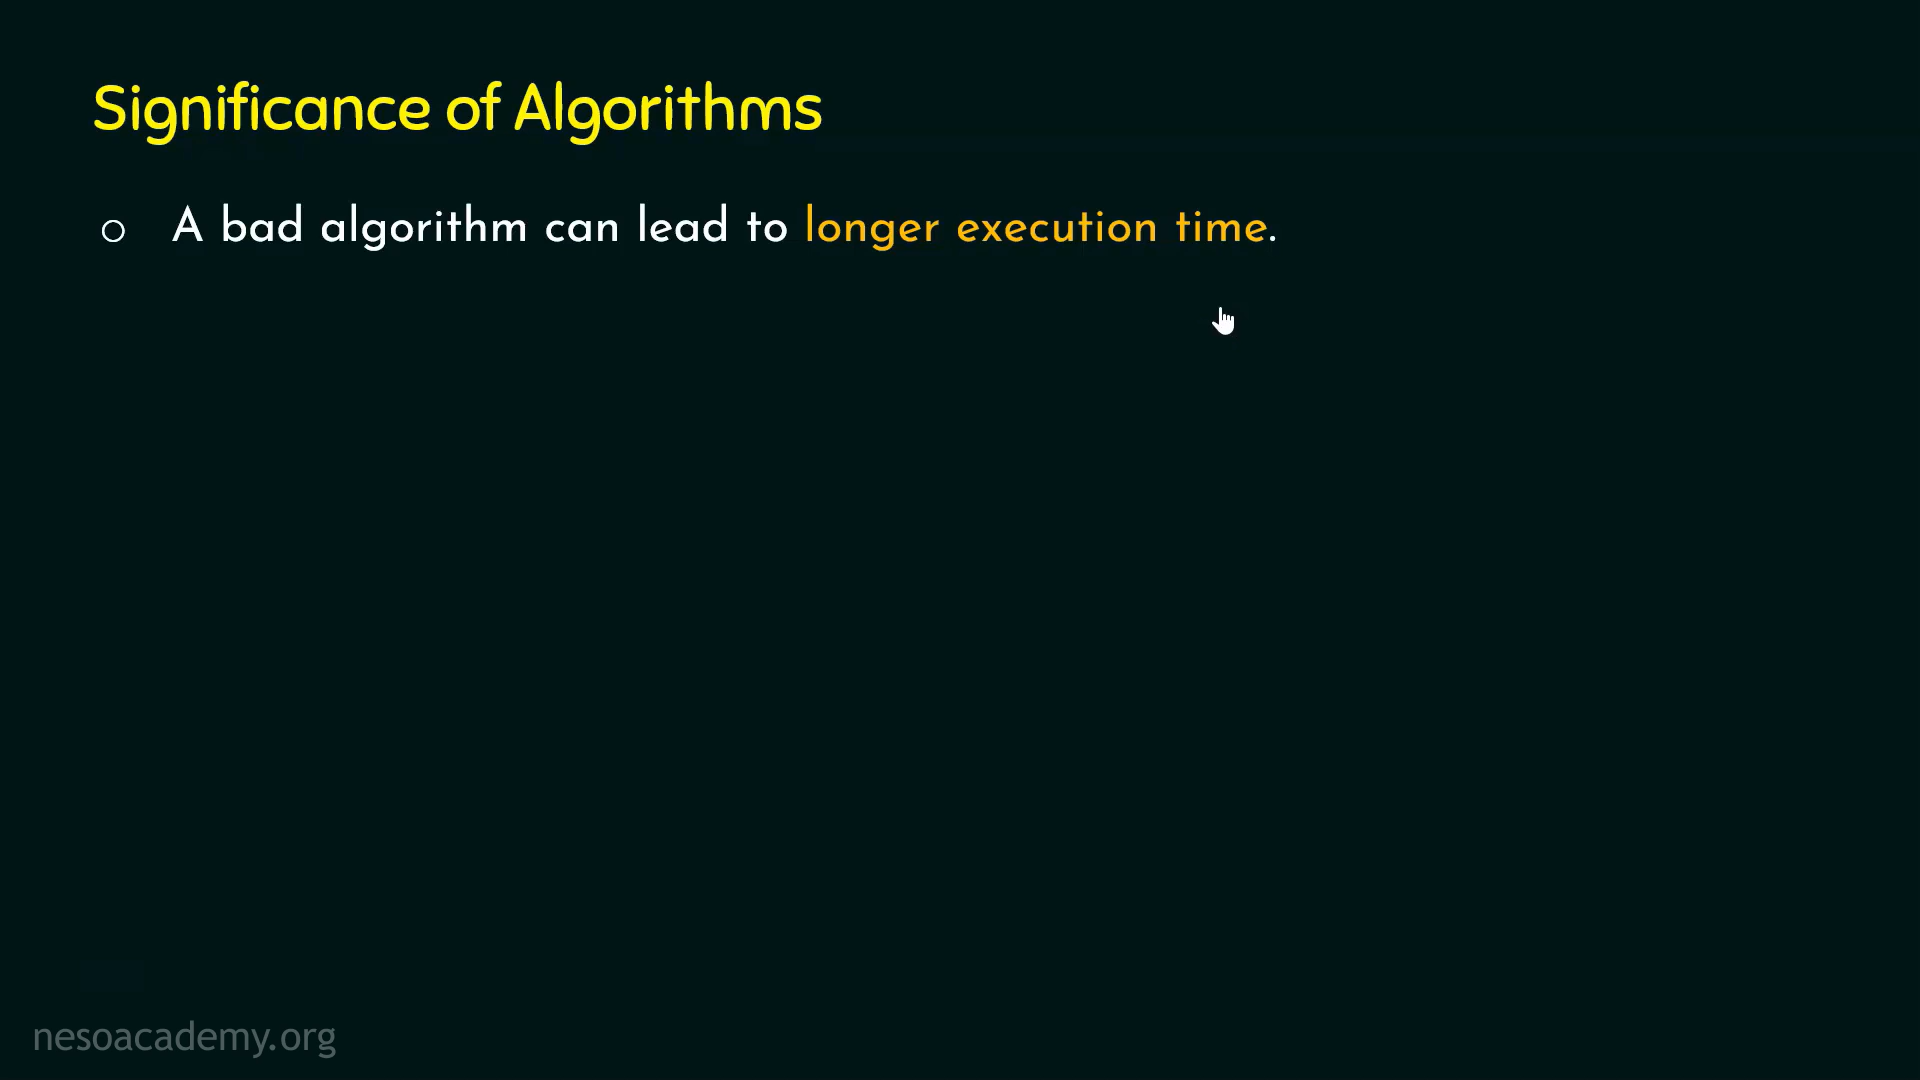 Significance of Algorithms
○ A bad algorithm can lead to longer execution time.
nesoacademy.org